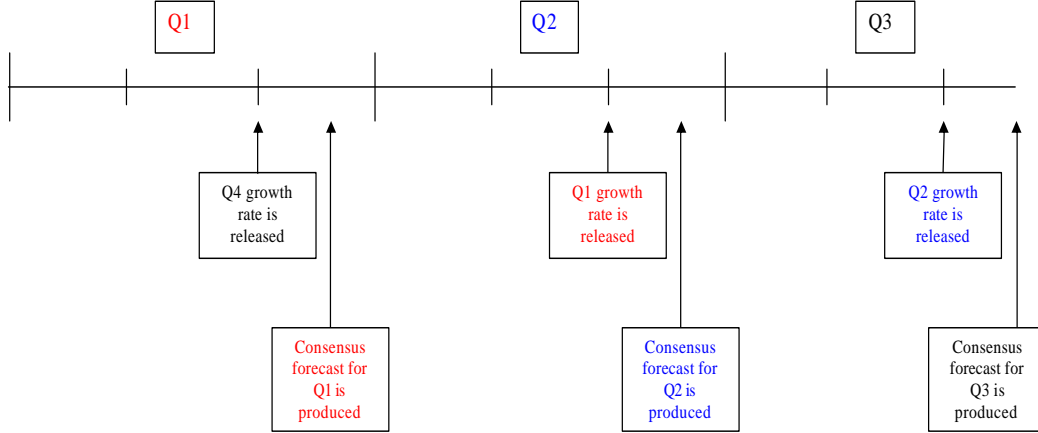 Q1
Q2
Q3
Q4 growth
rate is
released
Q1 growth
rate is
released
Q2 growth
rate is
released
Consensus
forecast for
Q1 is
produced
Consensus
forecast for
Q2 is
produced
Consensus
forecast for
Q3 is
produced